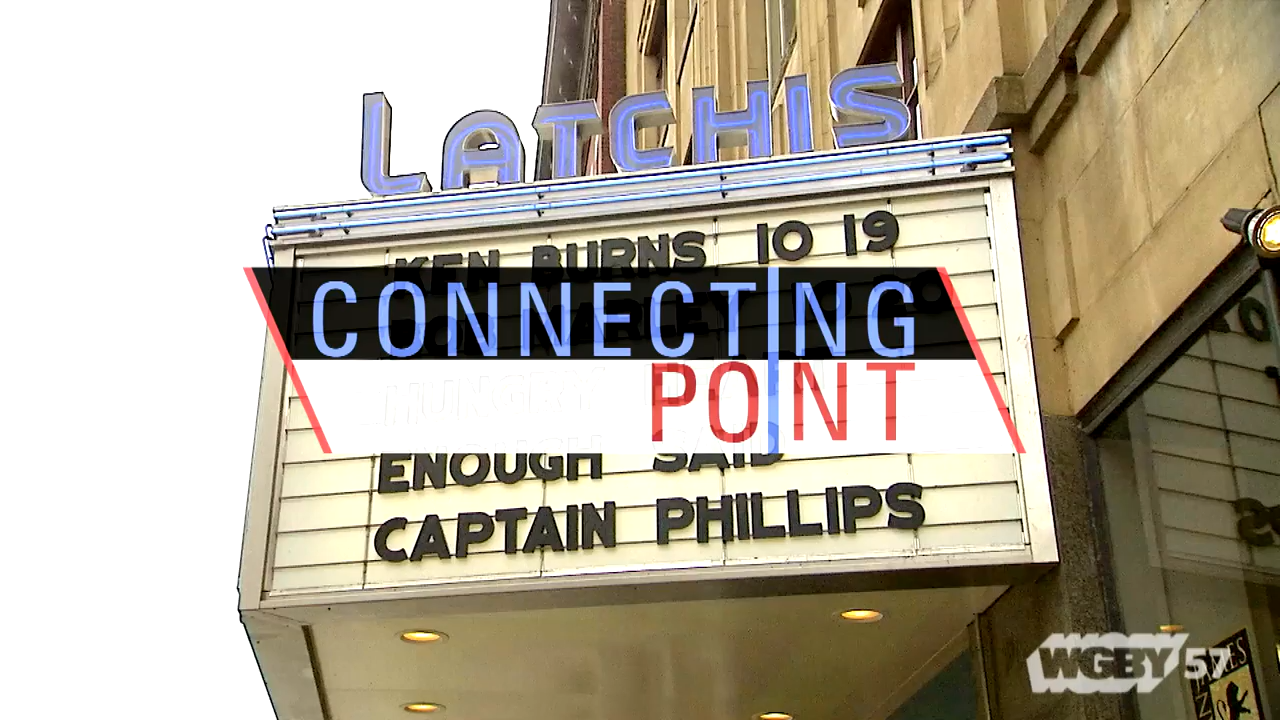 LATCHIS
KEN BURNS 10 19
CONNECTING
POINT
ENOUGH SAID
CAPTAIN PHILLIPS
WGBY 57